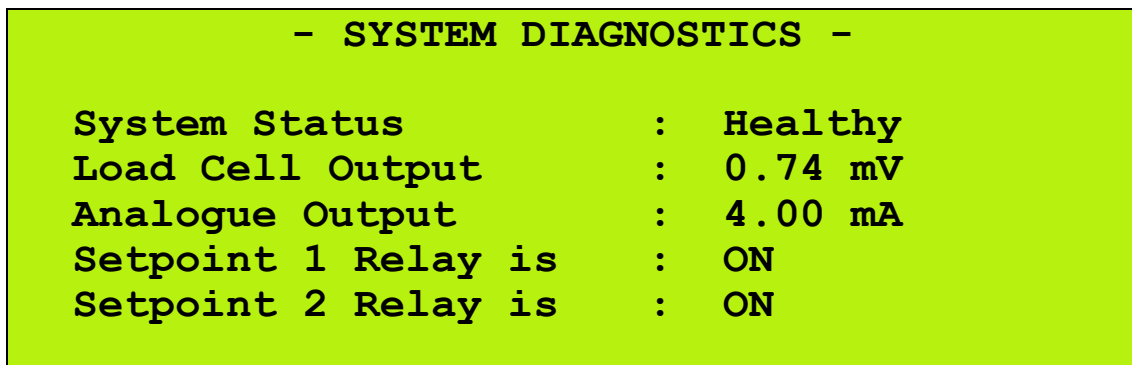 - SYSTEM DIAGNOSTICS -
System Status : Healthy
Load Cell Output : 0.74 mV
Analogue Output : 4.00 mA
Setpoint 1 Relay is : ON
Setpoint 2 Relay is : ON